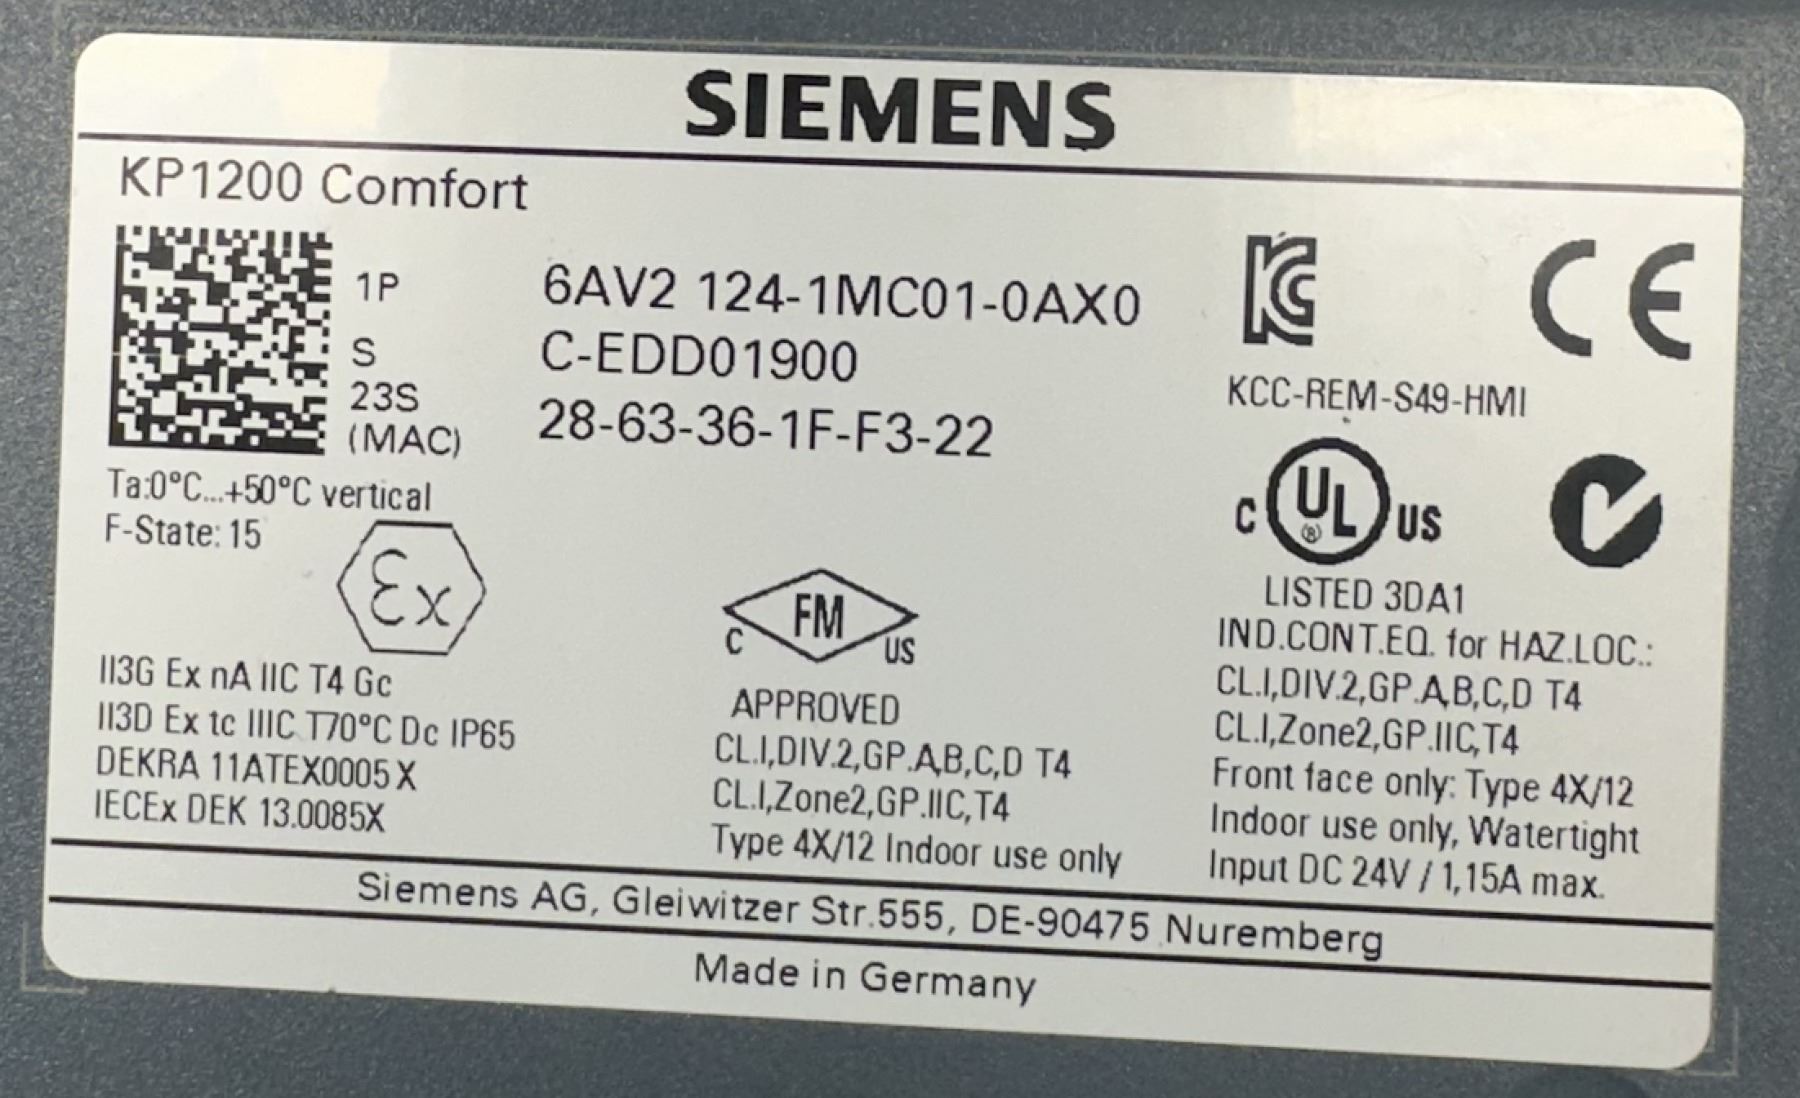 SIEMENS
KP1200 Comfort
1P 6AV2 124-1MC01-0AX0
S C-EDD01900
23S
(MAC) 28-63-36-1F-F3-22
Ta:0°C...+50°C vertical
F-State: 15
Ex
II3G Ex nA IIC T4 Gc
II3D Ex tc IIIC T70°C Dc IP65
DEKRA 11ATEX0005 X
IECEx DEK 13.0085X
FM
C US
APPROVED
CL.I,DIV.2,GP.A,B,C,D T4
CL.I,Zone2,GP.IIC,T4
Type 4X/12 Indoor use only
KC CE
KCC-REM-S49-HMI
C UL US
®
LISTED 3DA1
IND.CONT.EQ. for HAZ.LOC.:
CL.I,DIV.2,GP.A,B,C,D T4
CL.I,Zone2,GP.IIC,T4
Front face only: Type 4X/12
Indoor use only, Watertight
Input DC 24V / 1,15A max.
Siemens AG, Gleiwitzer Str.555, DE-90475 Nuremberg
Made in Germany